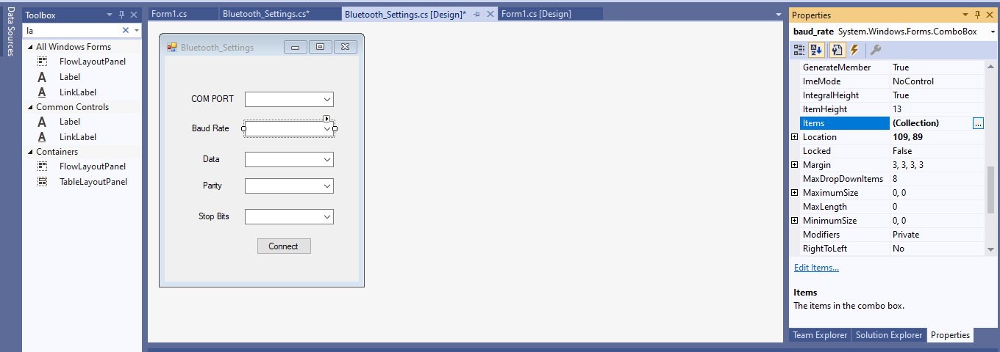 Data Sources
Toolbox
la
All Windows Forms
FlowLayoutPanel
Label
LinkLabel
Common Controls
Label
LinkLabel
Containers
FlowLayoutPanel
TableLayoutPanel
Form1.cs Bluetooth_Settings.cs* Bluetooth_Settings.cs [Design]* Form1.cs [Design]
Bluetooth_Settings
COM PORT
Baud Rate
Data
Parity
Stop Bits
Connect
Properties
baud_rate System.Windows.Forms.ComboBox
GenerateMember True
ImeMode NoControl
IntegralHeight True
ItemHeight 13
Items (Collection) ...
Location 109, 89
Locked False
Margin 3, 3, 3, 3
MaxDropDownItems 8
MaximumSize 0, 0
MaxLength 0
MinimumSize 0, 0
Modifiers Private
RightToLeft No
Edit Items...
Items
The items in the combo box.
Team Explorer Solution Explorer Properties